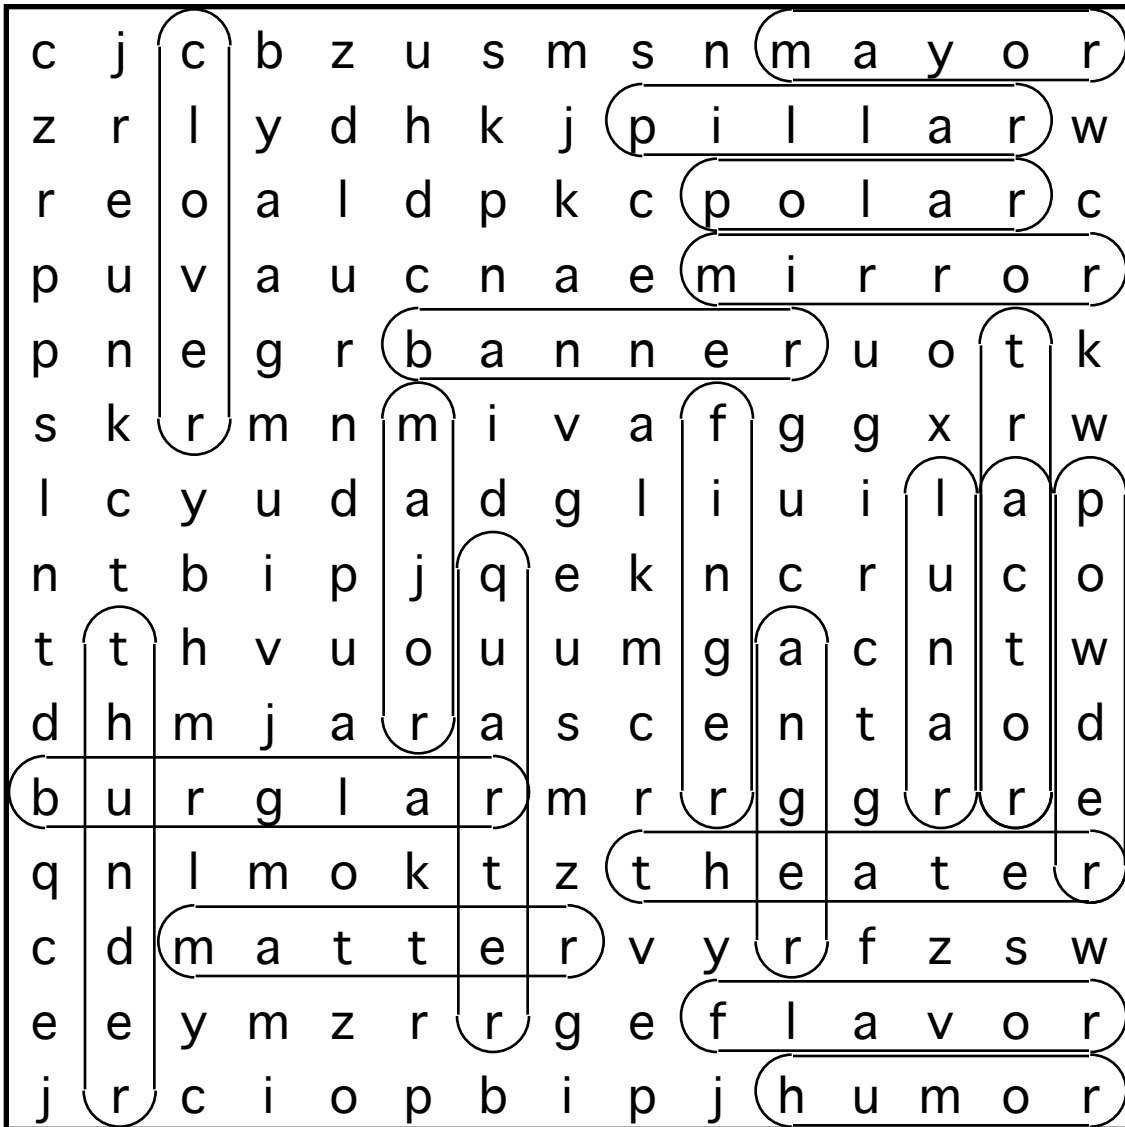 c j c b z u s m s n m a y o r
z r l y d h k j p i l l a r w
r e o a l d p k c p o l a r c
p u v a u c n a e m i r r o r
p n e g r b a n n e r u o t k
s k r m n m i v a f g g x r w
l c y u d a d g l i u i l a p
n t b i p j q e k n c r u c o
t t h v u o u u m g a c n t w
d h m j a r a s c e n t a o d
b u r g l a r m r r g g r r e
q n l m o k t z t h e a t e r
c d m a t t e r v y r f z s w
e e y m z r r g e f l a v o r
j r c i o p b i p j h u m o r